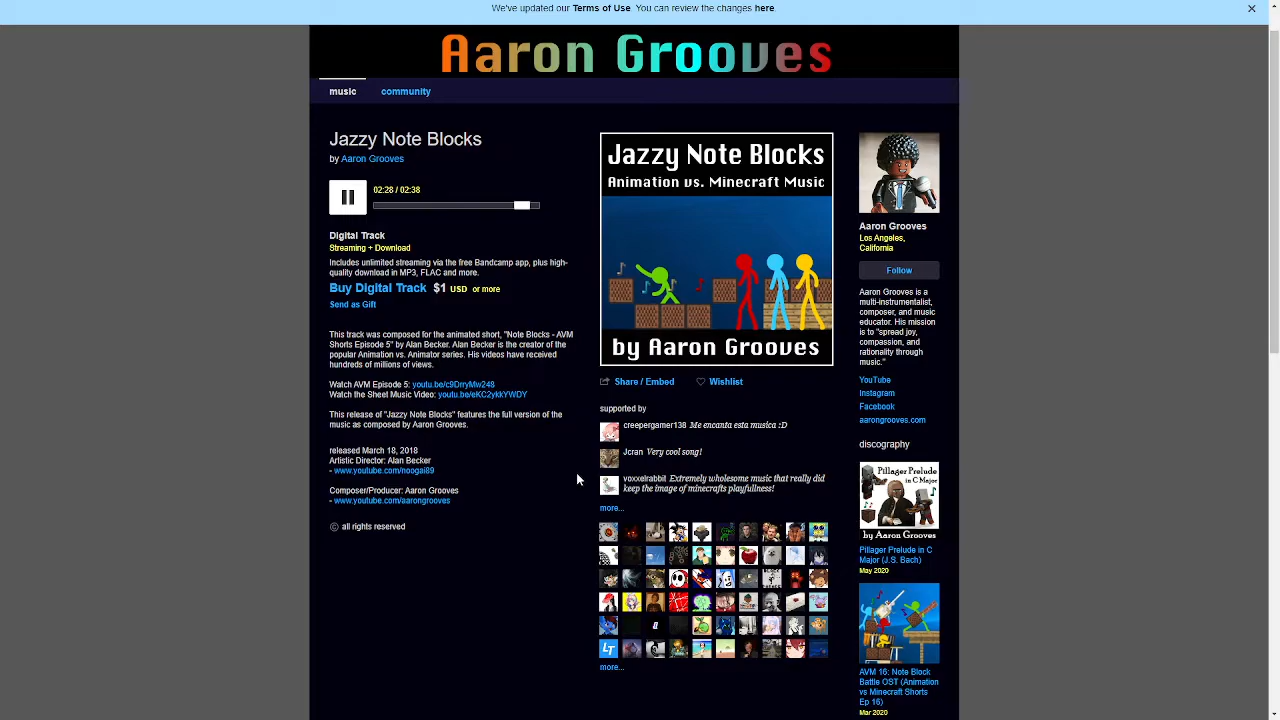 We've updated our Terms of Use. You can review the changes here.
Aaron Grooves
music
community
Jazzy Note Blocks
by Aaron Grooves
02:28 / 02:38
Digital Track
Streaming + Download
Includes unlimited streaming via the free Bandcamp app, plus high-
quality download in MP3, FLAC and more.
Buy Digital Track $1 USD or more
Send as Gift
This track was composed for the animated short, "Note Blocks - AVM
Shorts Episode 5" by Alan Becker. Alan Becker is the creator of the
popular Animation vs. Animator series. His videos have received
hundreds of millions of views.
Watch AVM Episode 5: youtu.be/c9DrryMw248
Watch the Sheet Music Video: youtu.be/eKC2ykkYWDY
This release of "Jazzy Note Blocks" features the full version of the
music as composed by Aaron Grooves.
released March 18, 2018
Artistic Director: Alan Becker
- www.youtube.com/noogai89
Composer/Producer: Aaron Grooves
- www.youtube.com/aarongrooves
© all rights reserved
Jazzy Note Blocks
Animation vs. Minecraft Music
by Aaron Grooves
Share / Embed
Wishlist
supported by
creepergamer138 Me encanta esta musica :D
Jcran Very cool song!
voxxelrabbit Extremely wholesome music that really did
keep the image of minecrafts playfullness!
more...
LT
more...
Aaron Grooves
Los Angeles,
California
Follow
Aaron Grooves is a
multi-instrumentalist,
composer, and music
educator. His mission
is to "spread joy,
compassion, and
rationality through
music."
YouTube
Instagram
Facebook
aarongrooves.com
discography
Pillager Prelude
in C Major
by Aaron Grooves
Pillager Prelude in C
Major (J.S. Bach)
May 2020
AVM 16: Note Block
Battle OST (Animation
vs Minecraft Shorts
Ep 16)
Mar 2020